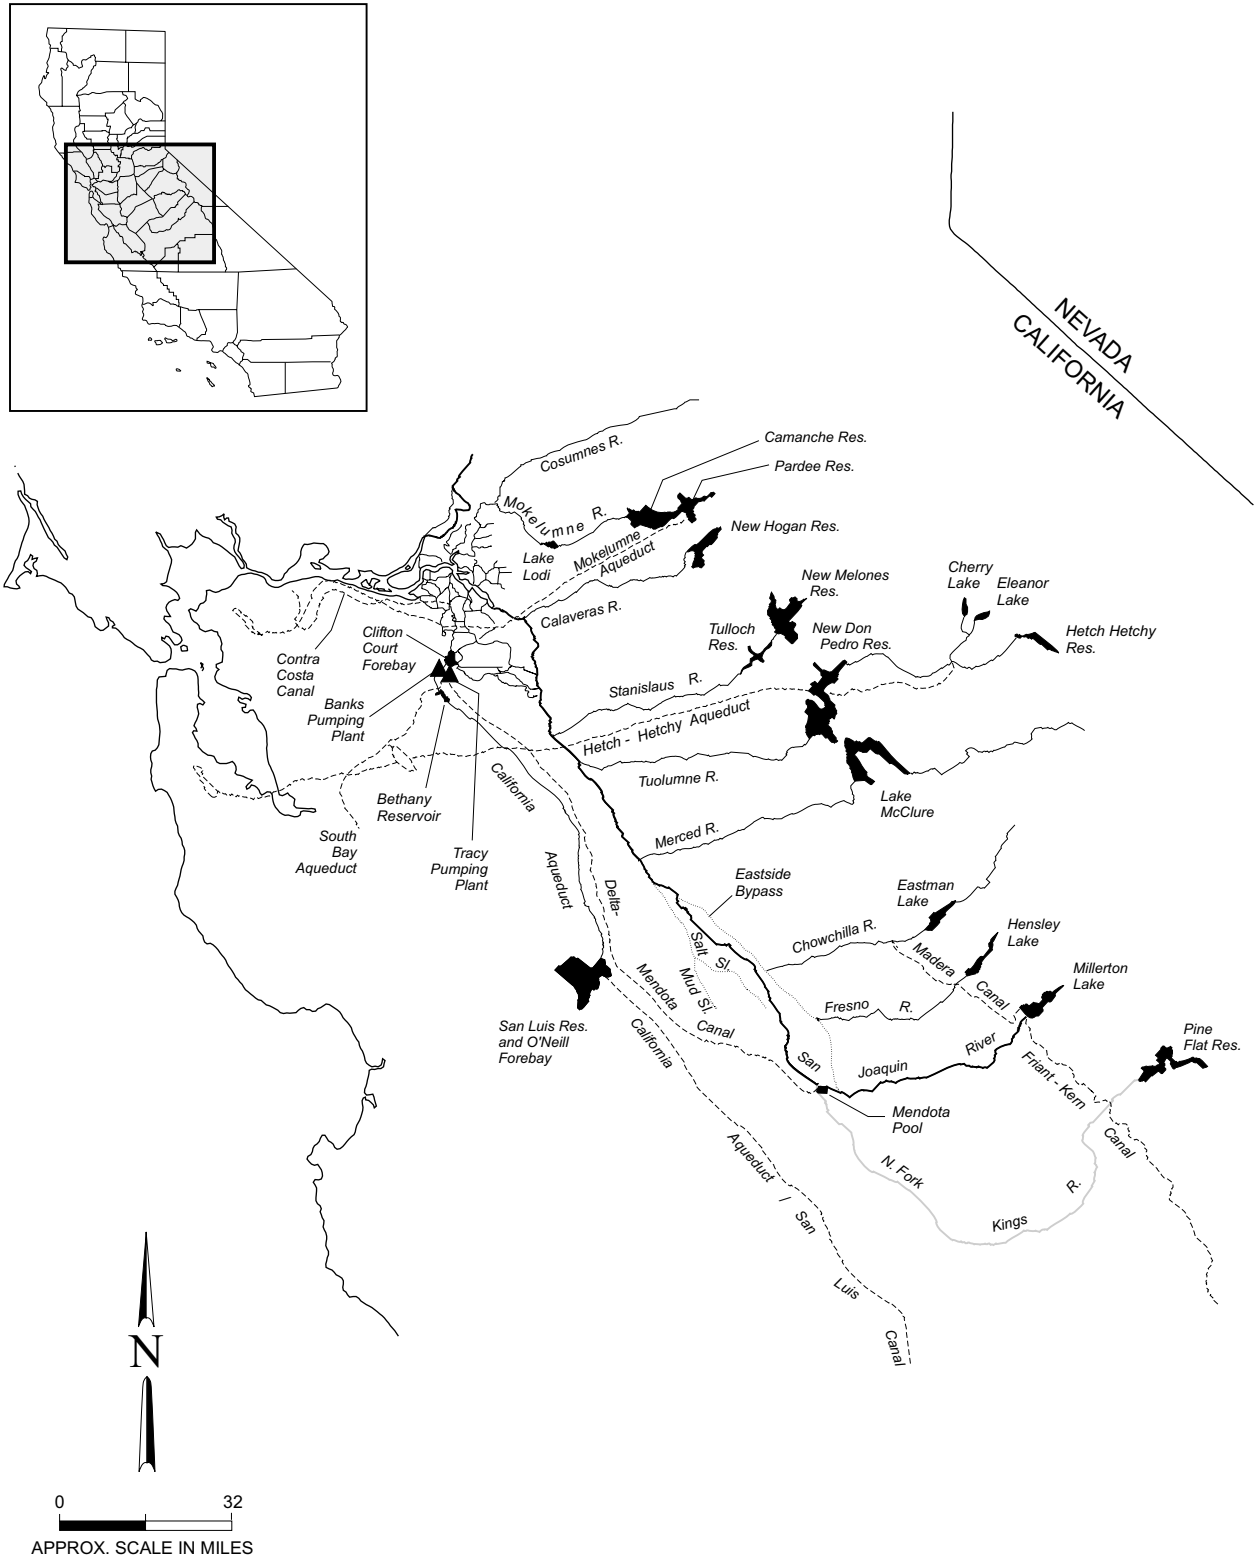 NEVADA
CALIFORNIA
Cosumnes R.
Camanche Res.
Pardee Res.
Mokelumne R.
New Hogan Res.
Lake
Lodi
Mokelumne
Aqueduct
Calaveras R.
New Melones
Res.
Cherry
Lake
Eleanor
Lake
Tulloch
Res.
New Don
Pedro Res.
Hetch Hetchy
Res.
Clifton
Court
Forebay
Contra
Costa
Canal
Banks
Pumping
Plant
Stanislaus R.
Hetch - Hetchy Aqueduct
Tuolumne R.
Bethany
Reservoir
South
Bay
Aqueduct
Tracy
Pumping
Plant
California
Aqueduct
Lake
McClure
Merced R.
Delta-
Mendota
Canal
Eastside
Bypass
Eastman
Lake
Chowchilla R.
Hensley
Lake
Salt Sl.
Mud Sl.
Madera
Canal
Millerton
Lake
Fresno R.
San Luis Res.
and O'Neill
Forebay
San Joaquin River
Pine
Flat Res.
Friant - Kern
Canal
Mendota
Pool
California
Aqueduct / San
Luis
Canal
N. Fork
Kings R.
N
0 32
APPROX. SCALE IN MILES